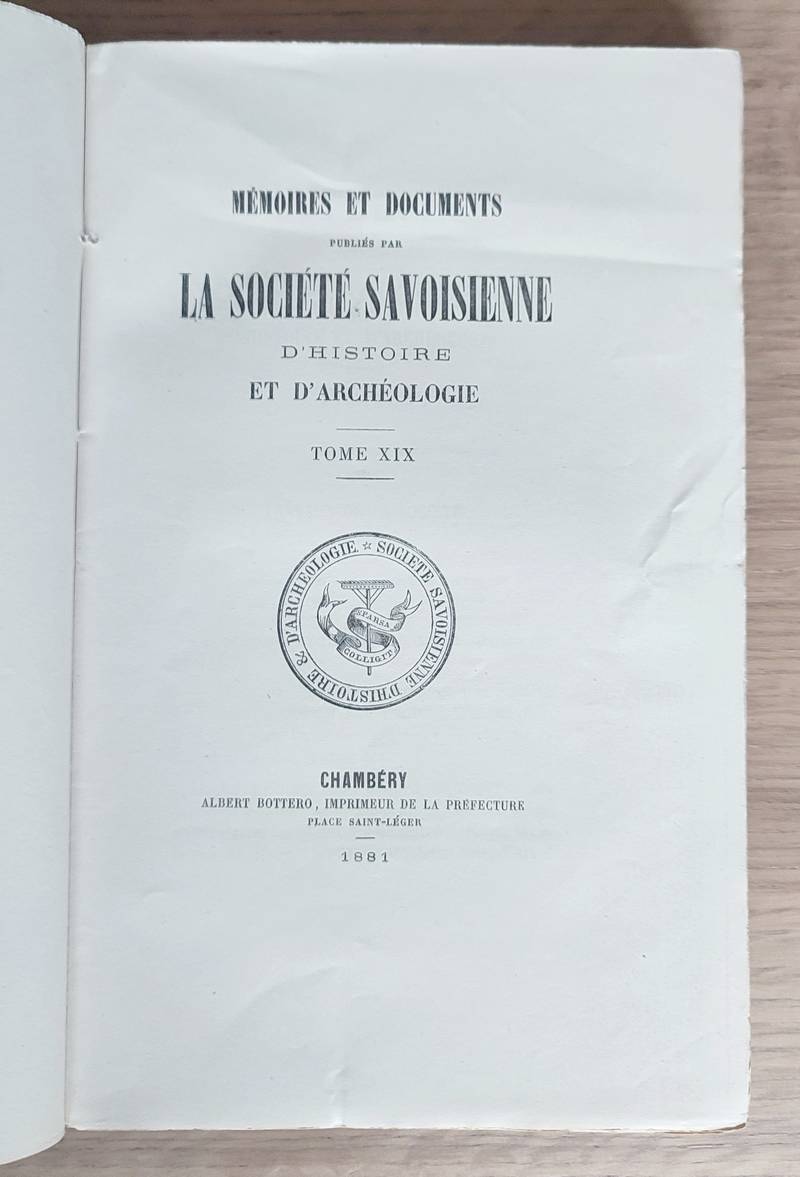 MÉMOIRES ET DOCUMENTS
PUBLIÉS PAR
LA SOCIÉTÉ SAVOISIENNE
D'HISTOIRE
ET D'ARCHÉOLOGIE
TOME XIX
SOCIÉTÉ SAVOISIENNE D'HISTOIRE & D'ARCHEOLOGIE.
SPARSA
COLLIGIT
CHAMBÉRY
ALBERT BOTTERO, IMPRIMEUR DE LA PRÉFECTURE
PLACE SAINT-LÉGER
1881